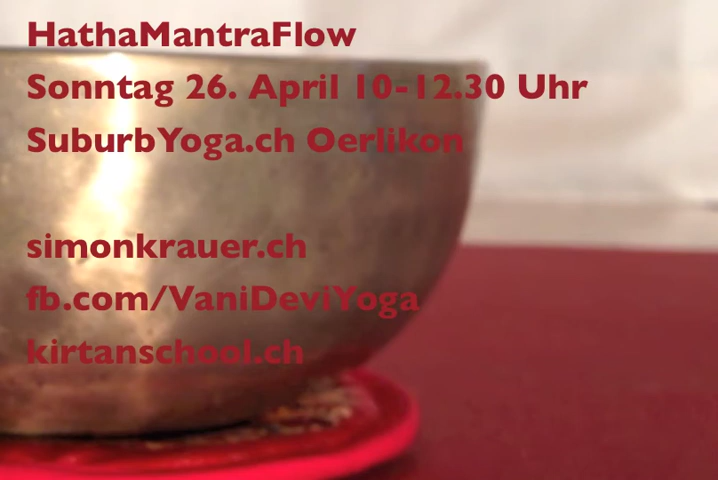 HathaMantraFlow
Sonntag 26. April 10-12.30 Uhr
SuburbYoga.ch Oerlikon
simonkrauer.ch
fb.com/VaniDeviYoga
kirtanschool.ch